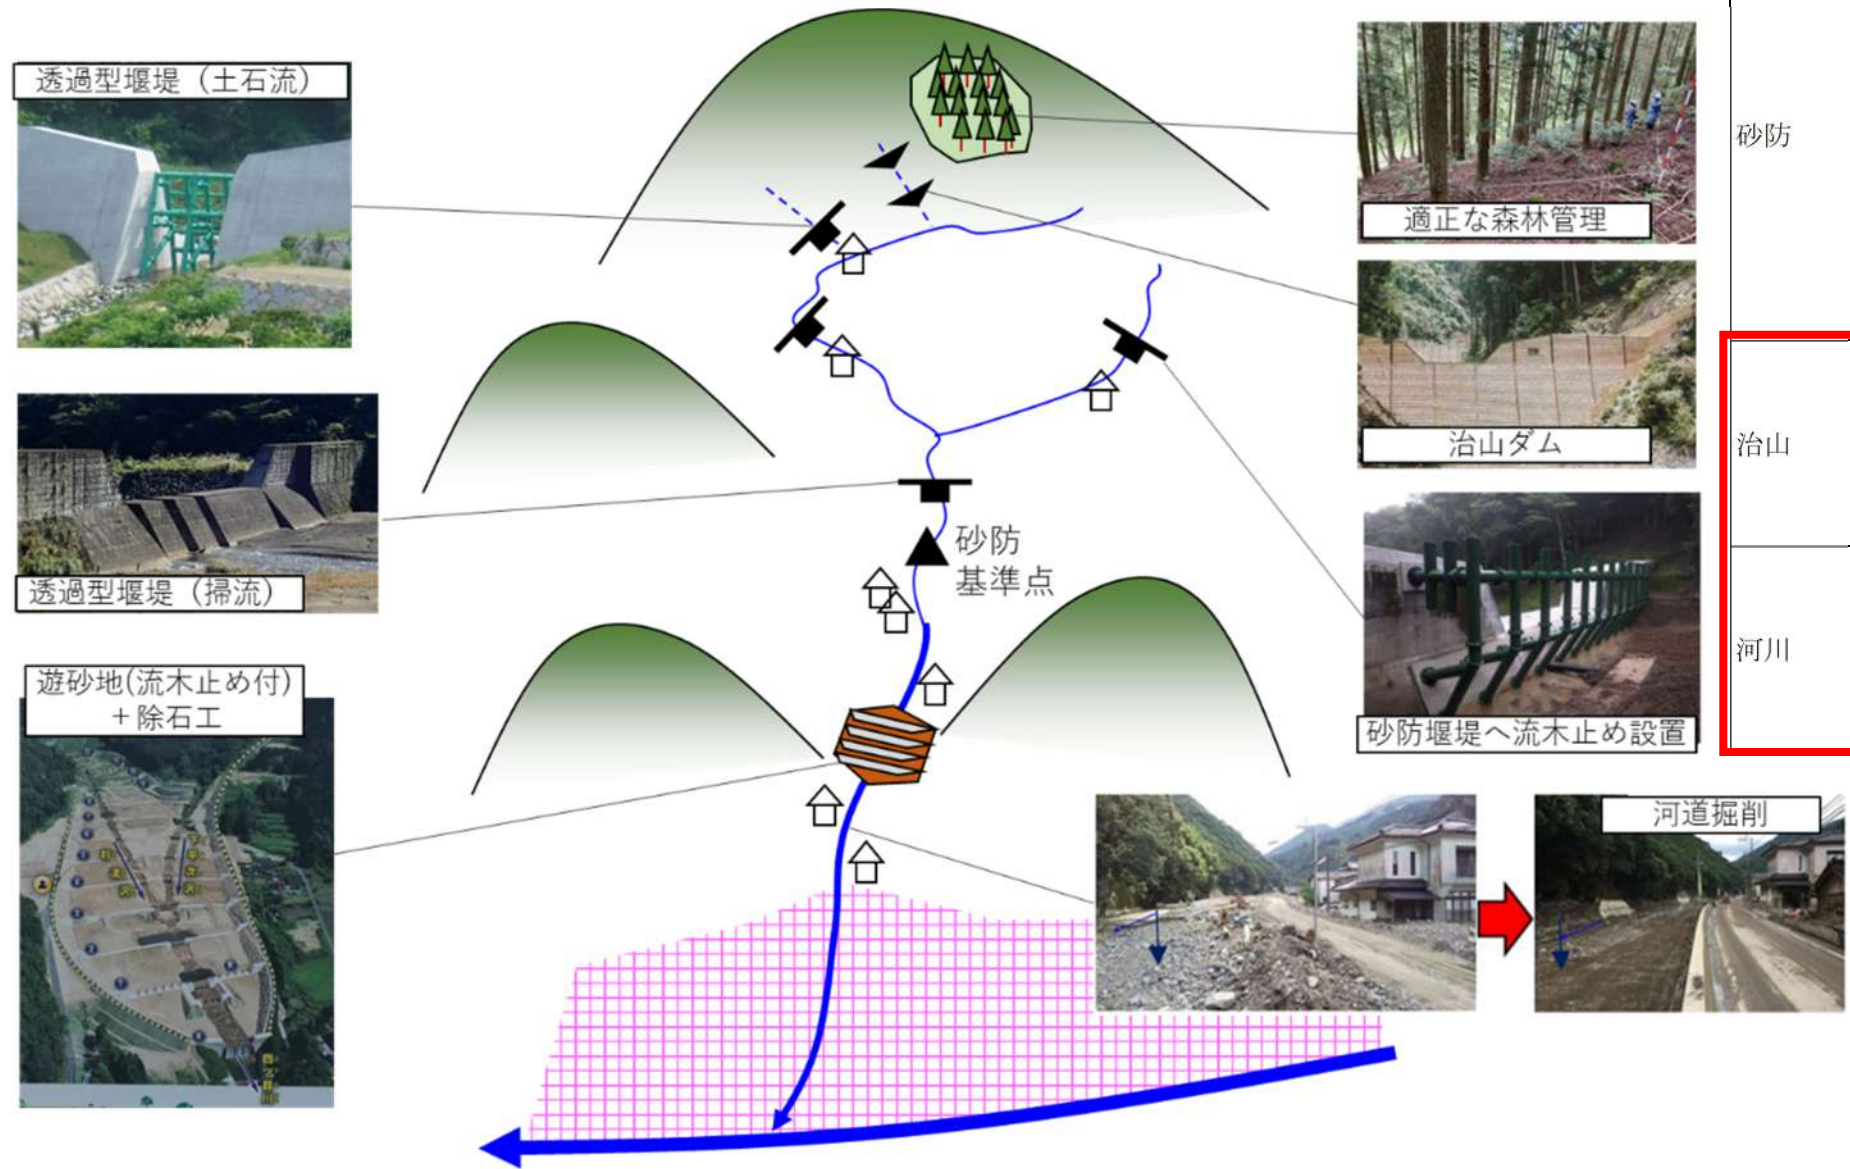 透過型堰堤（土石流）
適正な森林管理
砂防
治山ダム
治山
透過型堰堤（掃流）
砂防
基準点
砂防堰堤へ流木止め設置
河川
遊砂地(流木止め付)
＋除石工
河道掘削